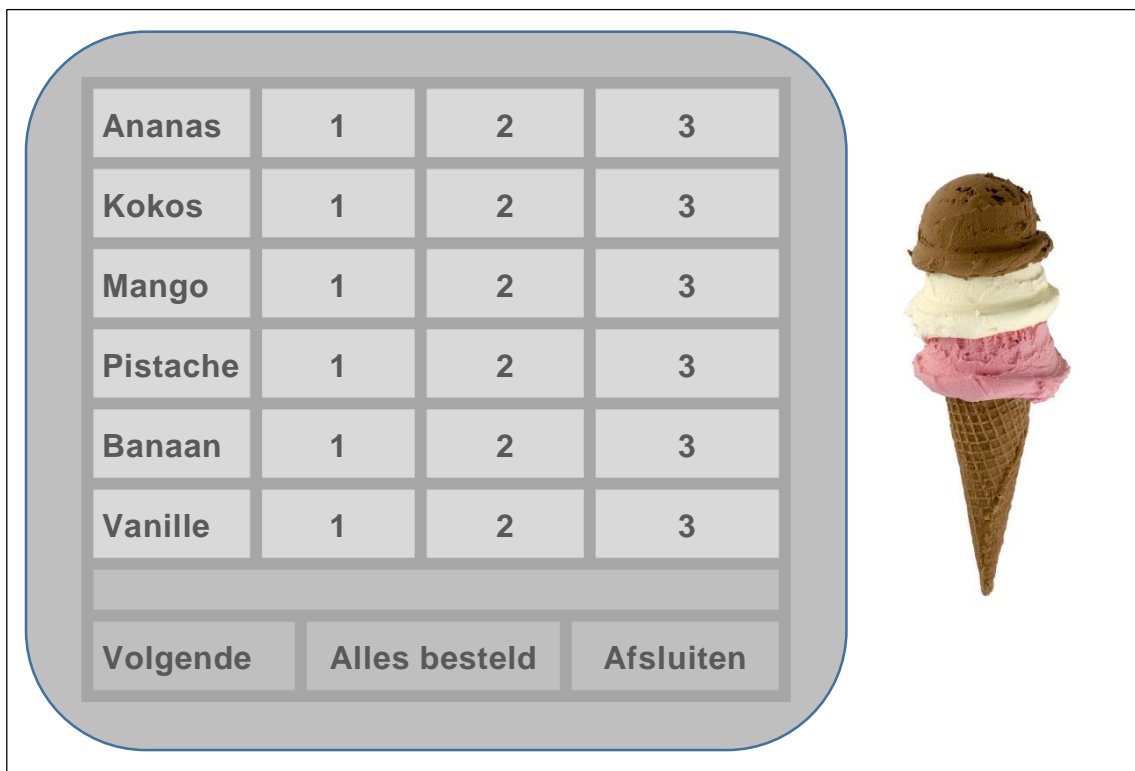 Ananas 1 2 3
Kokos 1 2 3
Mango 1 2 3
Pistache 1 2 3
Banaan 1 2 3
Vanille 1 2 3
Volgende Alles besteld Afsluiten